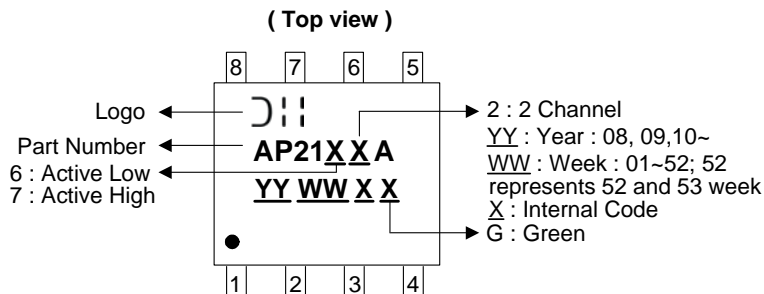 ( Top view )
8 7 6 5
Logo
Part Number
6 : Active Low
7 : Active High
AP21XXA
YY WW X X
2 : 2 Channel
YY : Year : 08, 09,10~
WW : Week : 01~52; 52
represents 52 and 53 week
X : Internal Code
G : Green
1 2 3 4